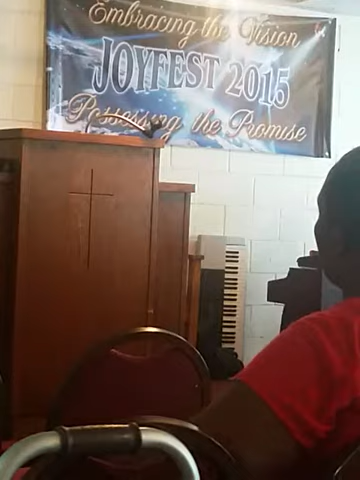 Embracing the Vision
JOYFEST 2015
Possessing the Promise